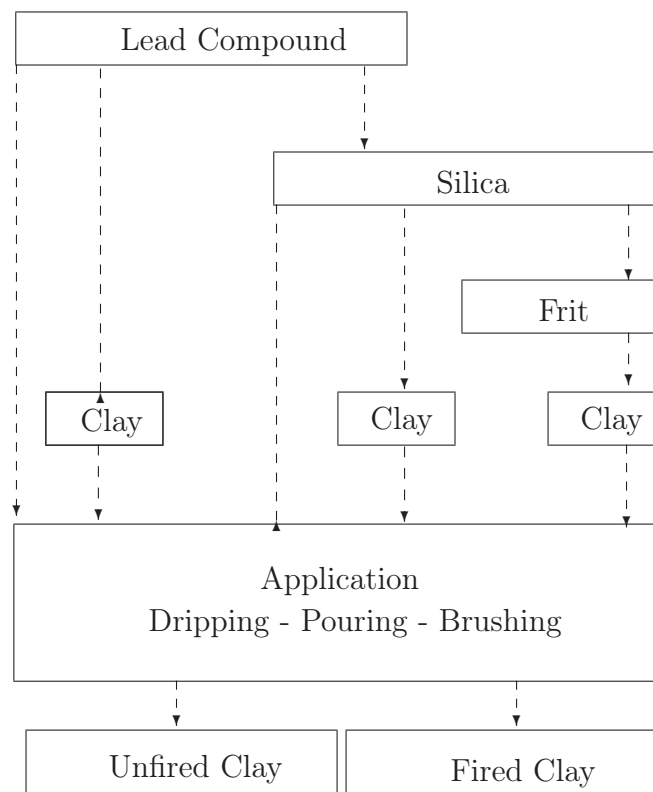 Lead Compound
Silica
Frit
Clay
Clay
Clay
Application
Dripping - Pouring - Brushing
Unfired Clay
Fired Clay